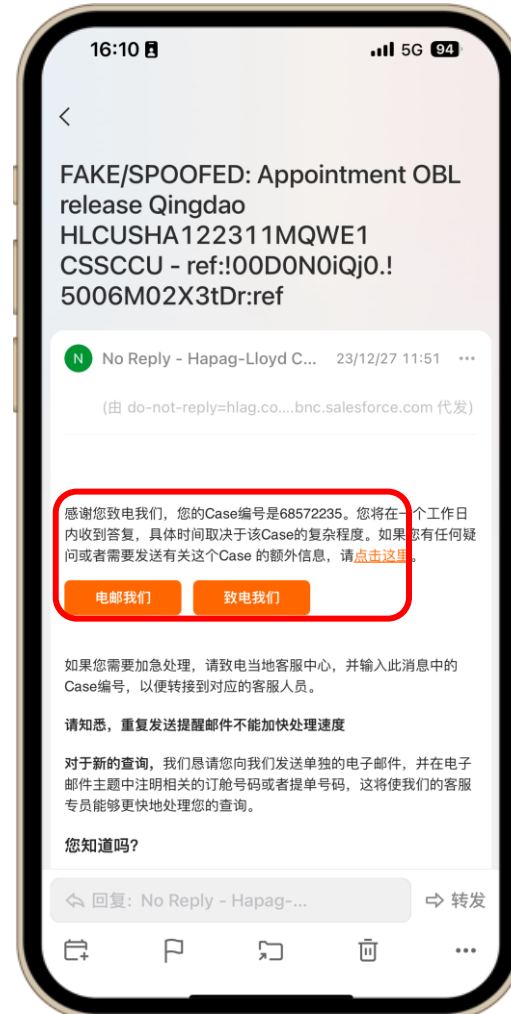 16:10
5G 94
FAKE/SPOOFED: Appointment OBL
release Qingdao
HLCUSHA122311MQWE1
CSSCCU - ref:!00D0N0iQj0.!
5006M02X3tDr:ref
N No Reply - Hapag-Lloyd C... 23/12/27 11:51 ···
(由 do-not-reply=hlag.co....bnc.salesforce.com 代发)
感谢您致电我们，您的Case编号是68572235。您将在一个工作日
内收到答复，具体时间取决于该Case的复杂程度。如果您有任何疑
问或者需要发送有关这个Case 的额外信息，请点击这里。
电邮我们 致电我们
如果您需要加急处理，请致电当地客服中心，并输入此消息中的
Case编号，以便转接到对应的客服人员。
请知悉，重复发送提醒邮件不能加快处理速度
对于新的查询，我们恳请您向我们发送单独的电子邮件，并在电子
邮件主题中注明相关的订舱号码或者提单号码，这将使我们的客服
专员能够更快地处理您的查询。
您知道吗？
回复: No Reply - Hapag-... 转发